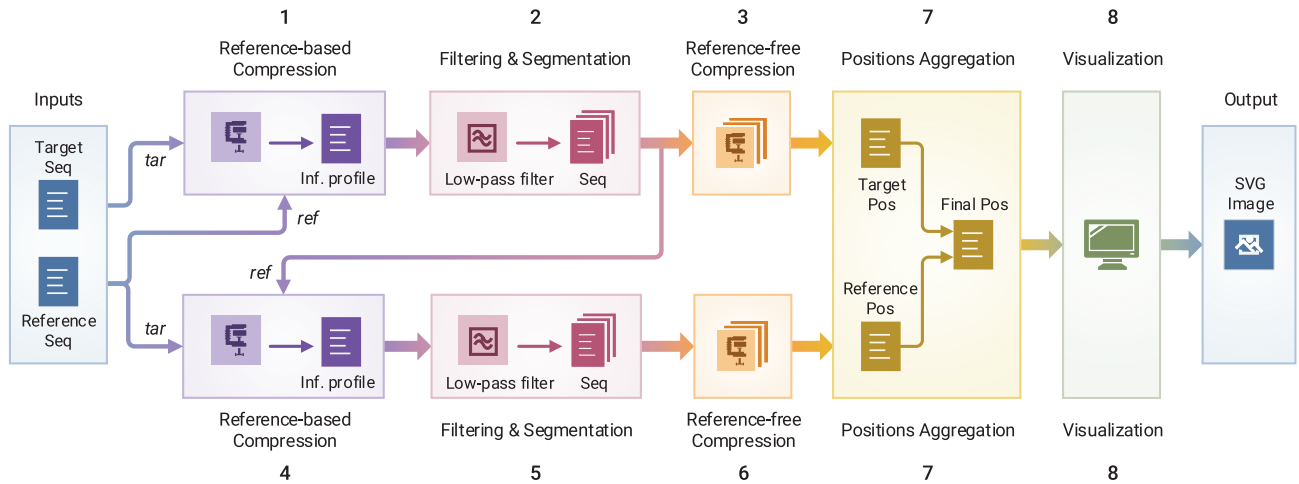 1
2
3
7
8
Reference-based
Compression
Filtering & Segmentation
Reference-free
Compression
Positions Aggregation
Visualization
Inputs
Output
Target
Seq
tar
Inf. profile
Low-pass filter
Seq
Target
Pos
Final Pos
SVG
Image
ref
ref
Reference
Seq
tar
Inf. profile
Low-pass filter
Seq
Reference
Pos
Reference-based
Compression
Filtering & Segmentation
Reference-free
Compression
Positions Aggregation
Visualization
4
5
6
7
8